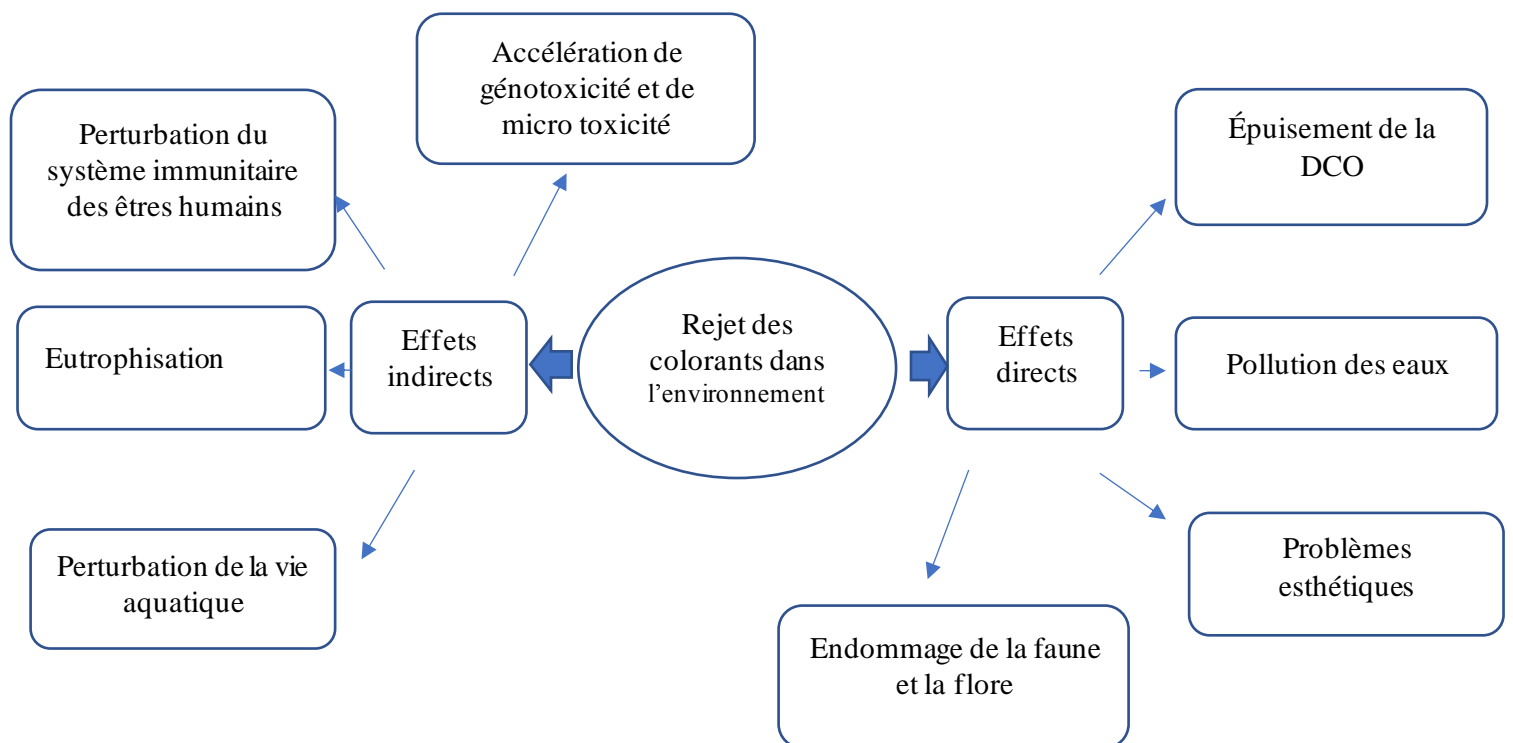 Accélération de
génotoxicité et de
micro toxicité
Perturbation du
système immunitaire
des êtres humains
Épuisement de la
DCO
Eutrophisation
Effets
indirects
Rejet des
colorants dans
l’environnement
Effets
directs
Pollution des eaux
Perturbation de la vie
aquatique
Problèmes
esthétiques
Endommage de la faune
et la flore